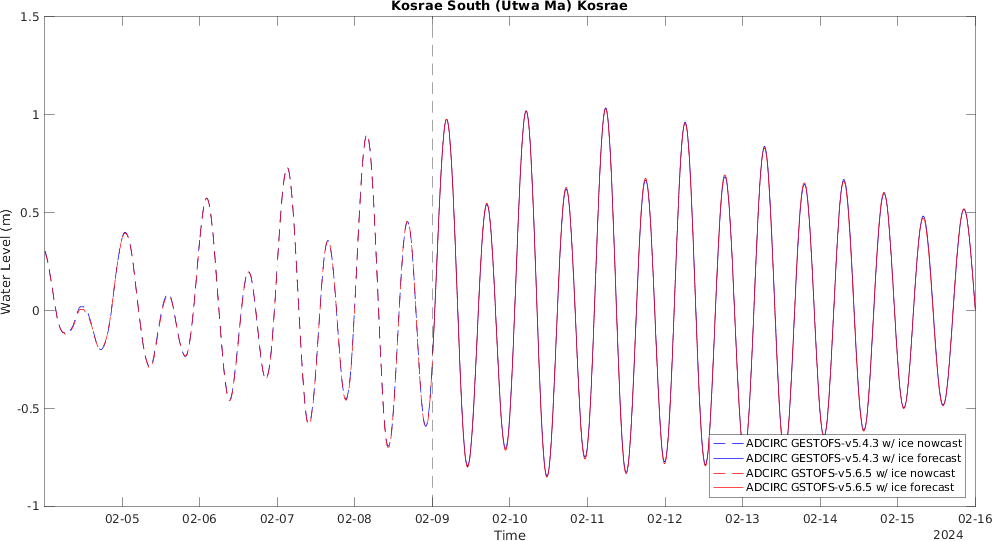 Kosrae South (Utwa Ma) Kosrae
1.5
1
0.5
0
-0.5
-1
Water Level (m)
ADCIRC GESTOFS-v5.4.3 w/ ice nowcast
ADCIRC GESTOFS-v5.4.3 w/ ice forecast
ADCIRC GSTOFS-v5.6.5 w/ ice nowcast
ADCIRC GSTOFS-v5.6.5 w/ ice forecast
02-05 02-06 02-07 02-08 02-09 02-10 02-11 02-12 02-13 02-14 02-15 02-16
Time
2024